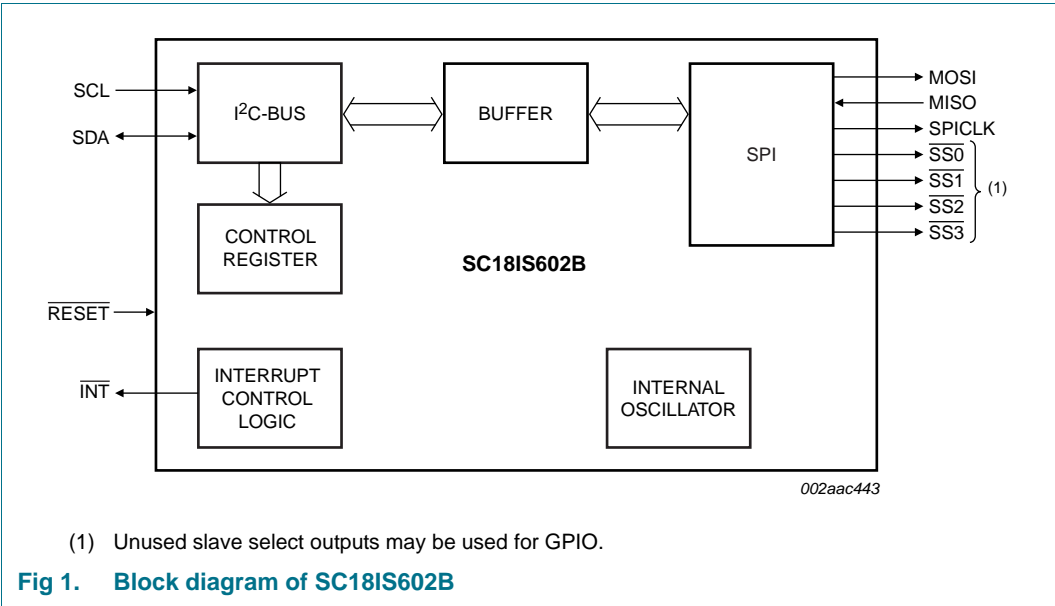 SCL
SDA
I2C-BUS
BUFFER
SPI
MOSI
MISO
SPICLK
SS0
SS1
SS2
SS3
(1)
CONTROL
REGISTER
SC18IS602B
RESET
INT
INTERRUPT
CONTROL
LOGIC
INTERNAL
OSCILLATOR
002aac443
(1) Unused slave select outputs may be used for GPIO.
Fig 1. Block diagram of SC18IS602B